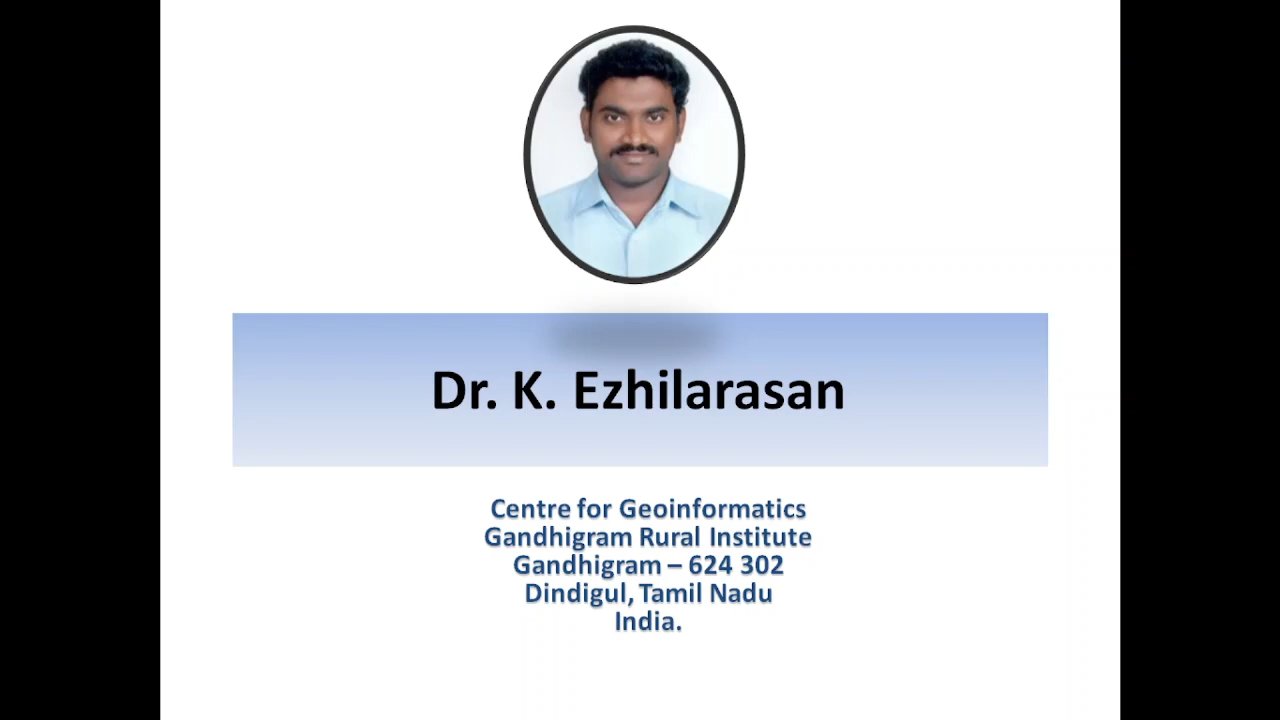 Dr. K. Ezhilarasan
Centre for Geoinformatics
Gandhigram Rural Institute
Gandhigram – 624 302
Dindigul, Tamil Nadu
India.